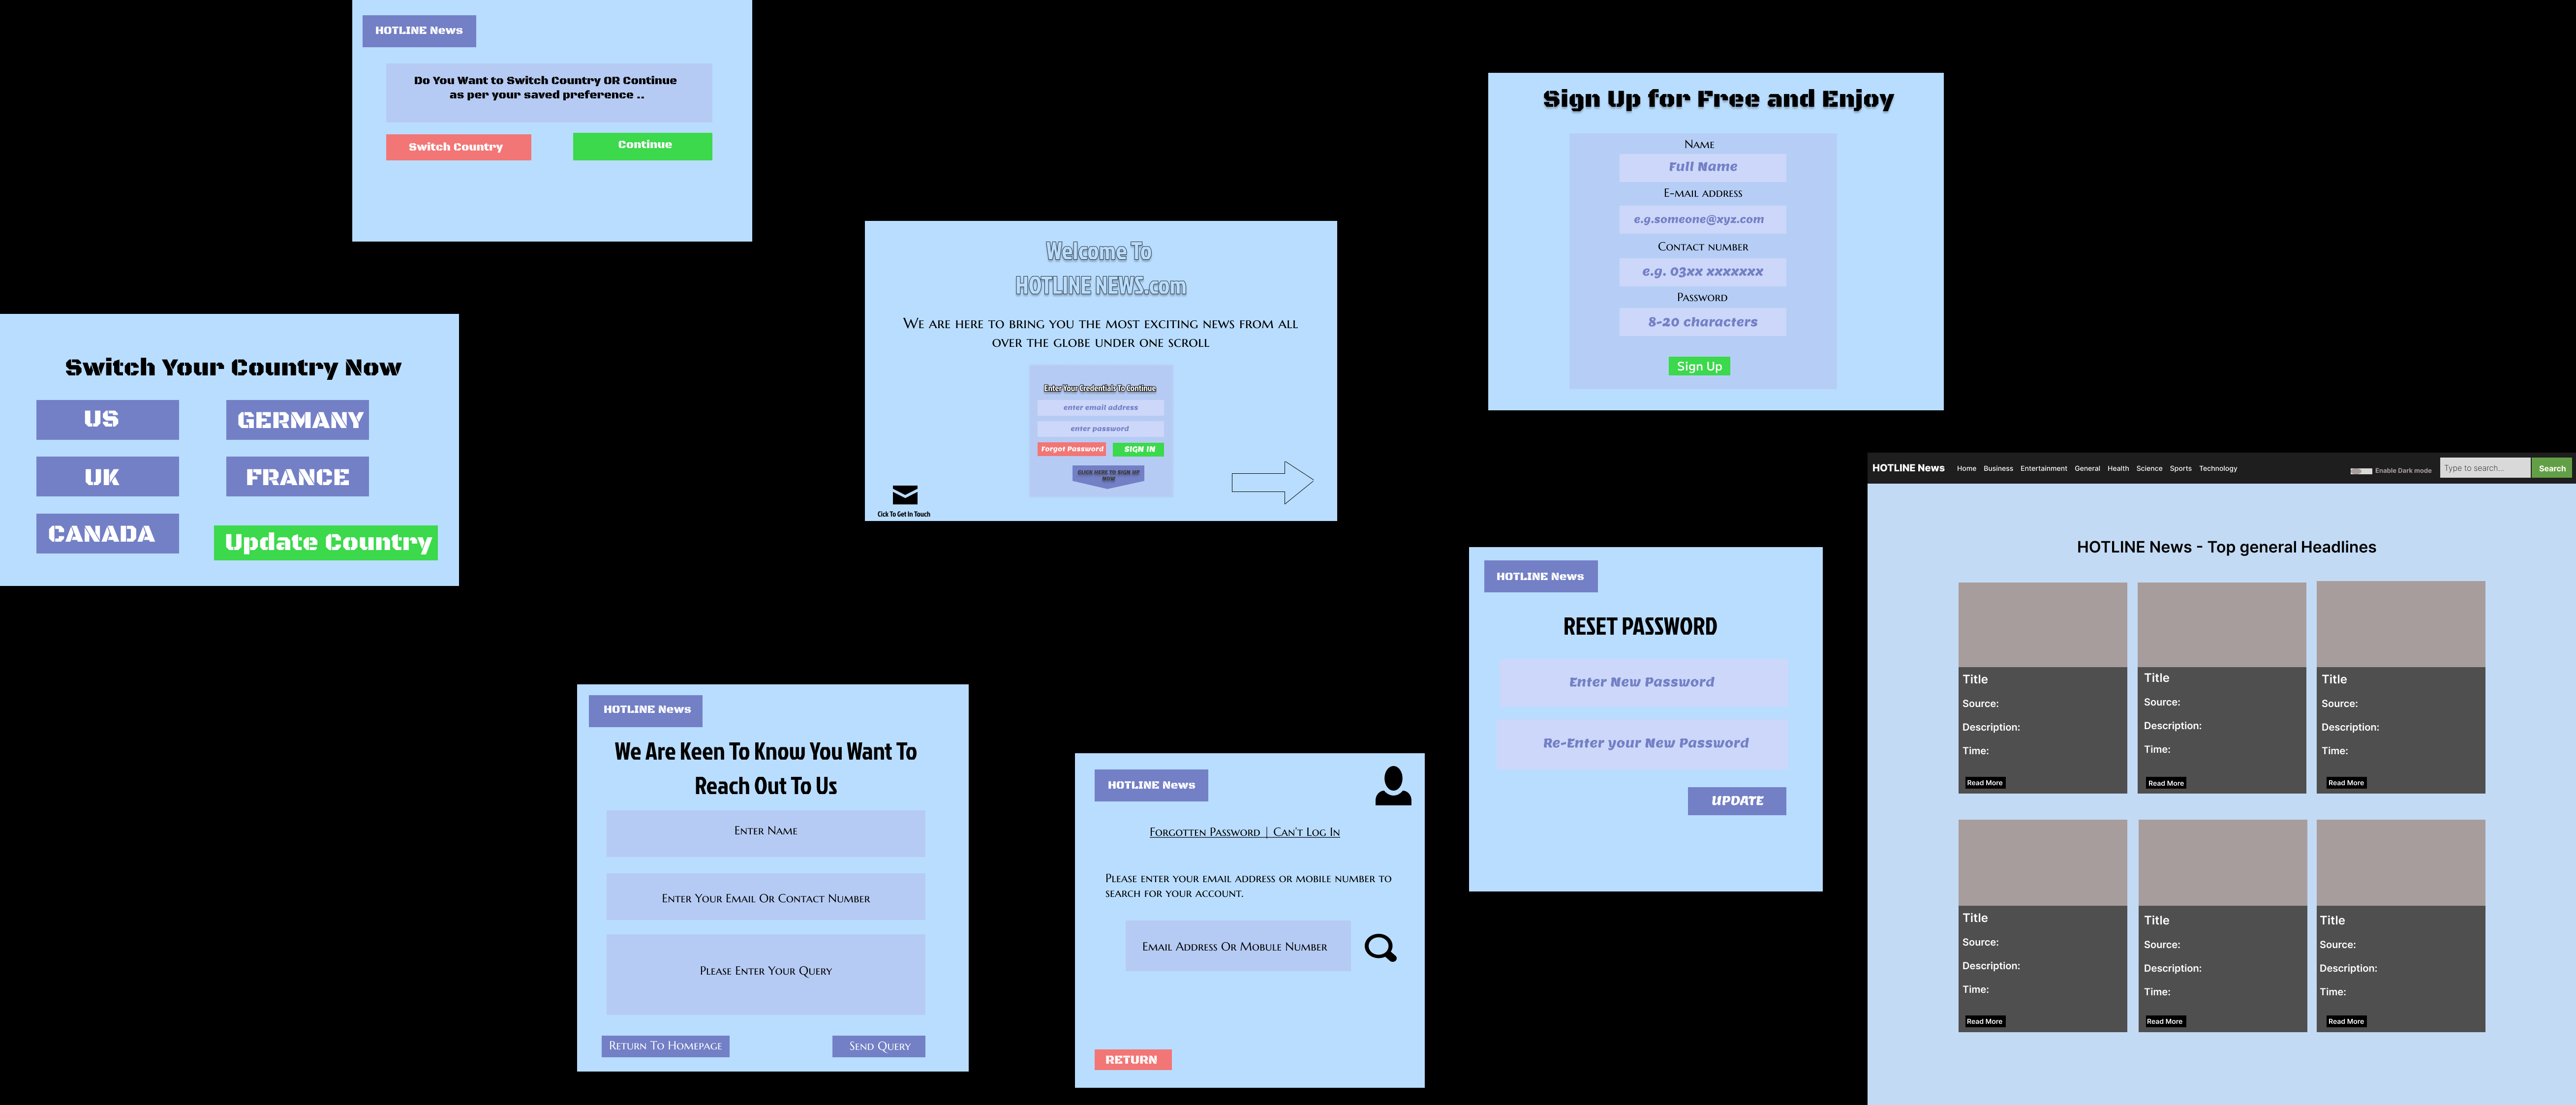 HOTLINE News
Do You Want to Switch Country OR Continue
as per your saved preference ..
Switch Country
Continue
Switch Your Country Now
US
GERMANY
UK
FRANCE
CANADA
Update Country
Welcome To
HOTLINE NEWS.com
We are here to bring you the most exciting news from all
over the globe under one scroll
Enter Your Credentials To Continue
enter email address
enter password
Forgot Password
SIGN IN
CLICK HERE TO SIGN UP
NOW
Cick To Get In Touch
Sign Up for Free and Enjoy
Name
Full Name
E-mail address
e.g.someone@xyz.com
Contact number
e.g. 03xx xxxxxxx
Password
8-20 characters
Sign Up
HOTLINE News
We Are Keen To Know You Want To
Reach Out To Us
Enter Name
Enter Your Email Or Contact Number
Please Enter Your Query
Return To Homepage
Send Query
HOTLINE News
Forgotten Password | Can't Log In
Please enter your email address or mobile number to
search for your account.
Email Address Or Mobule Number
RETURN
HOTLINE News
RESET PASSWORD
Enter New Password
Re-Enter your New Password
UPDATE
HOTLINE News Home Business Entertainment General Health Science Sports Technology Enable Dark mode Type to search... Search
HOTLINE News - Top general Headlines
Title
Source:
Description:
Time:
Read More
Title
Source:
Description:
Time:
Read More
Title
Source:
Description:
Time:
Read More
Title
Source:
Description:
Time:
Read More
Title
Source:
Description:
Time:
Read More
Title
Source:
Description:
Time:
Read More